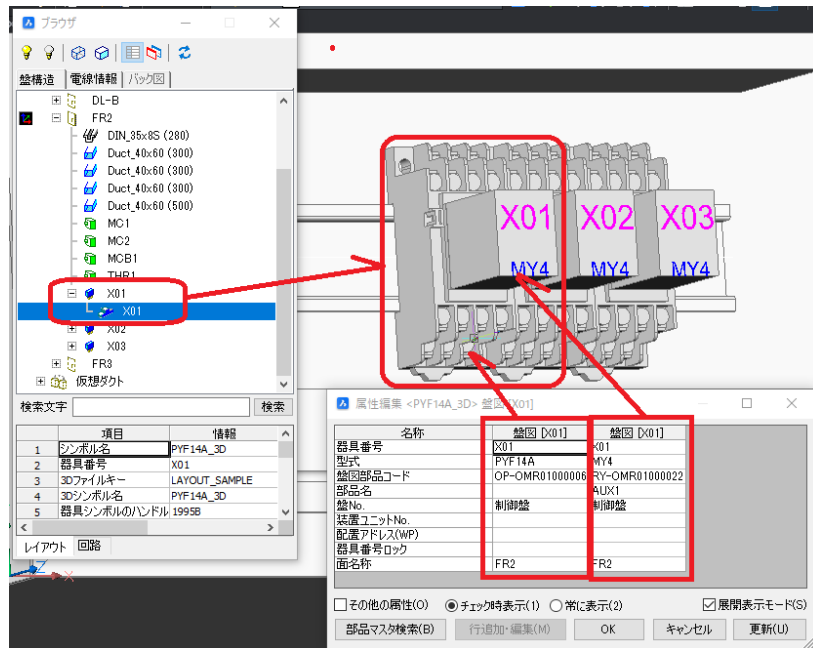 ブラウザ
盤構造 電線情報 バック図
DL-B
FR2
DIN_35x8S (280)
Duct_40x60 (300)
Duct_40x60 (300)
Duct_40x60 (300)
Duct_40x60 (500)
MC1
MC2
MCB1
THR1
X01
X01
X02
X03
FR3
仮想ダクト
検索文字 検索
項目 情報
1 シンボル名 PYF14A_3D
2 器具番号 X01
3 3Dファイルキー LAYOUT_SAMPLE
4 3Dシンボル名 PYF14A_3D
5 器具シンボルのハンドル 1995B
レイアウト 回路
Z
X
X01 X02 X03
MY4 MY4 MY4
属性編集 <PYF14A_3D> 盤図 [X01]
名称 盤図 [X01] 盤図 [X01]
器具番号 X01 X01
型式 PYF14A MY4
盤図部品コード OP-OMR01000006 RY-OMR01000022
部品名 AUX1
盤No. 制御盤 制御盤
装置ユニットNo.
配置アドレス(WP)
器具番号ロック
面名称 FR2 FR2
その他の属性(O) チェック時表示(1) 常に表示(2) 展開表示モード(S)
部品マスタ検索(B) 行追加・編集(M) OK キャンセル 更新(U)